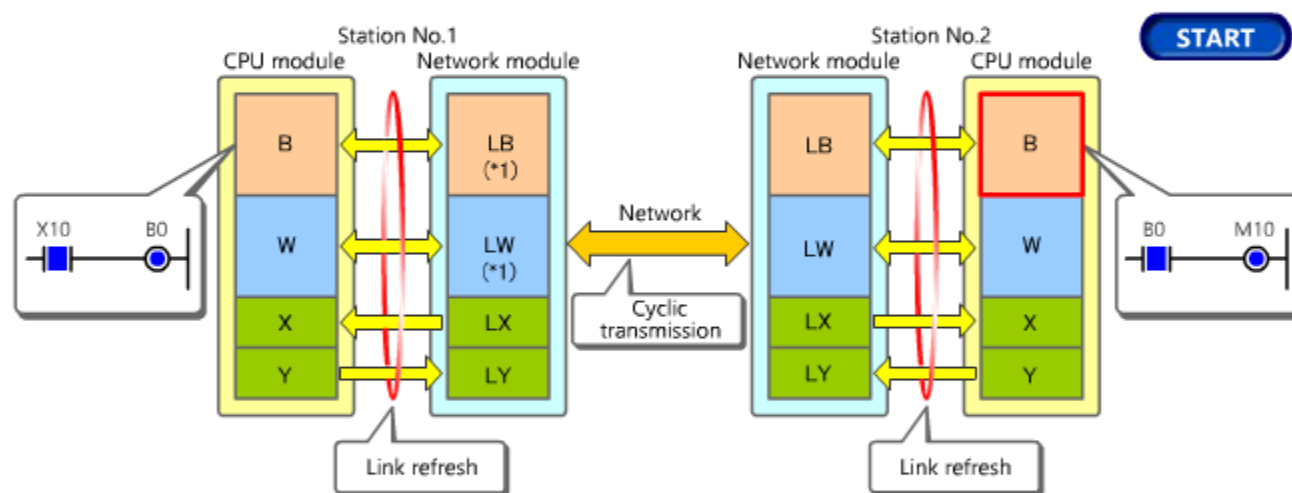 Station No.1
Station No.2
START
CPU module
Network module
Network module
CPU module
B
LB
(*1)
LB
B
X10
B0
W
LW
(*1)
Network
LW
W
B0
M10
X
LX
Cyclic
transmission
LX
X
Y
LY
LY
Y
Link refresh
Link refresh